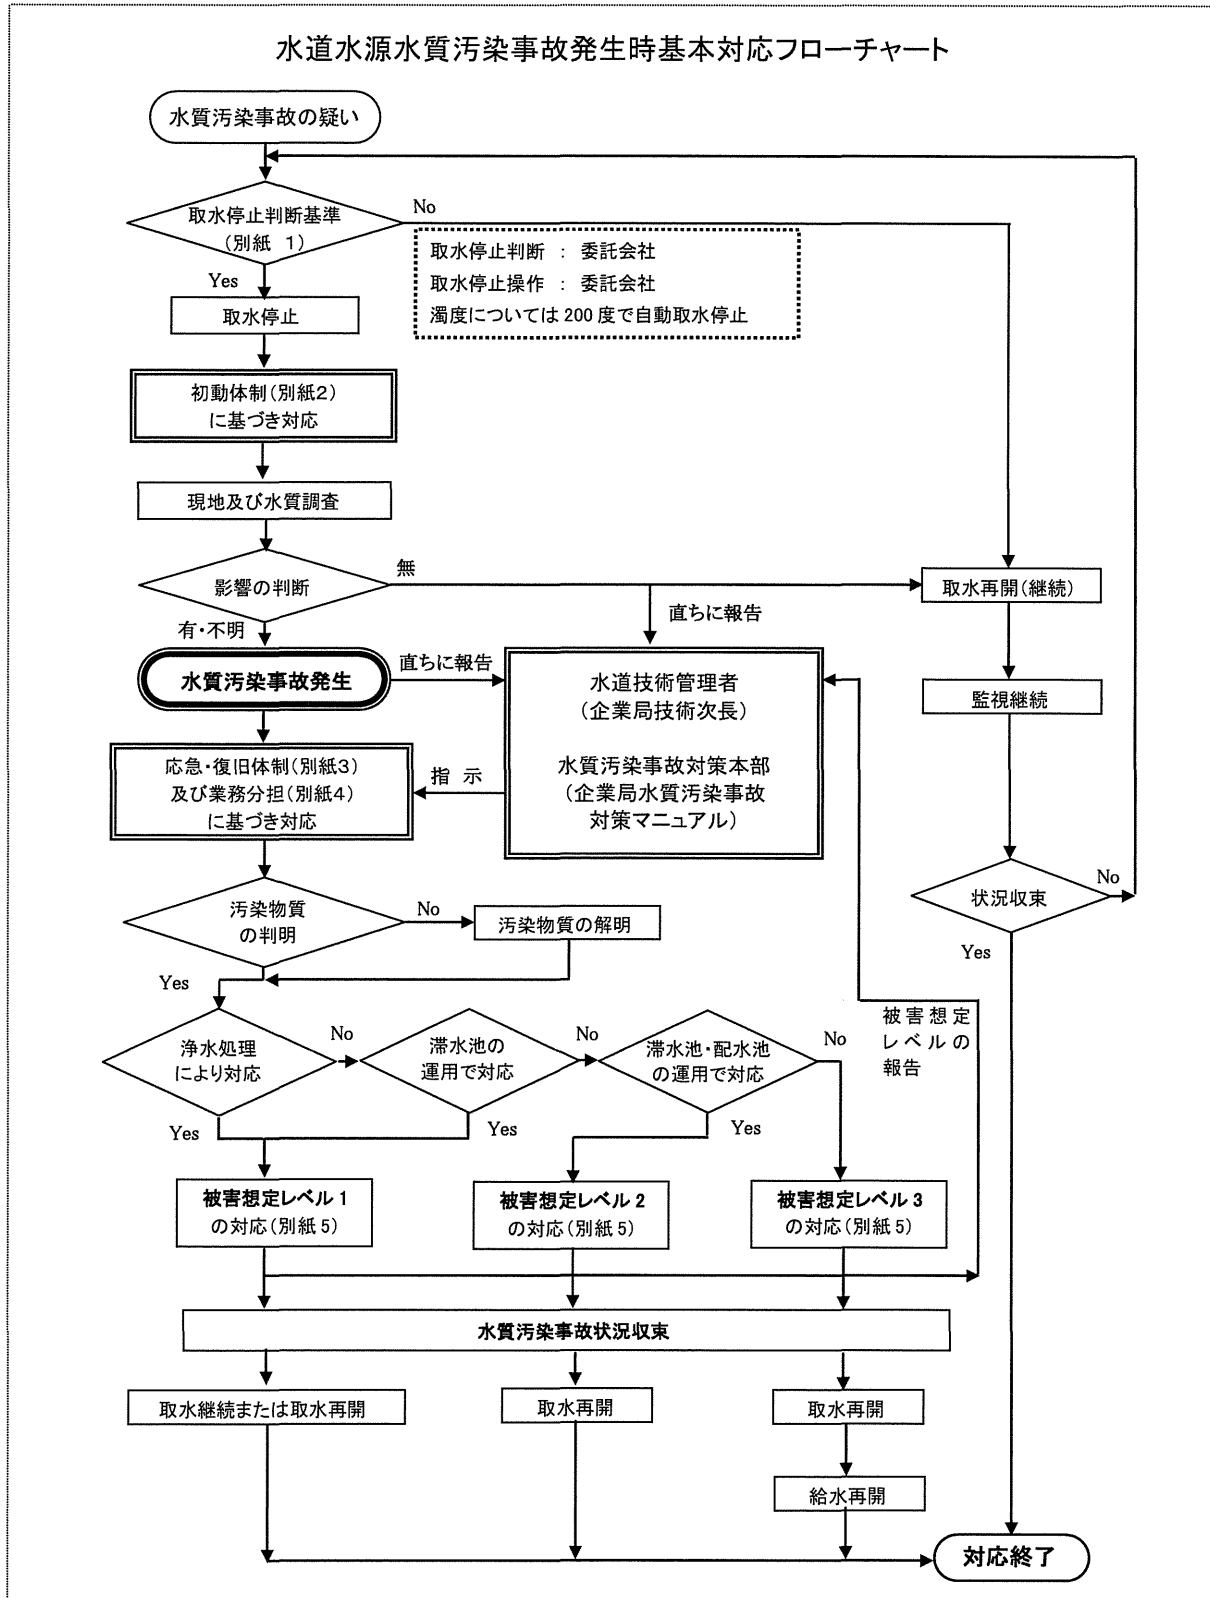 水道水源水質汚染事故発生時基本対応フローチャート
水質汚染事故の疑い
取水停止判断基準
(別紙 1)
No
取水停止判断 : 委託会社
取水停止操作 : 委託会社
濁度については200度で自動取水停止
Yes
取水停止
初動体制(別紙2)
に基づき対応
現地及び水質調査
影響の判断
無
取水再開(継続)
直ちに報告
有・不明
水質汚染事故発生
直ちに報告
水道技術管理者
(企業局技術次長)
水質汚染事故対策本部
(企業局水質汚染事故
対策マニュアル)
監視継続
応急・復旧体制(別紙3)
及び業務分担(別紙4)
に基づき対応
指 示
状況収束
No
Yes
汚染物質
の判明
No
汚染物質の解明
Yes
被害想定
レベルの
報告
浄水処理
により対応
No
滞水池の
運用で対応
No
滞水池・配水池
の運用で対応
No
Yes
Yes
Yes
被害想定レベル1
の対応(別紙5)
被害想定レベル2
の対応(別紙5)
被害想定レベル3
の対応(別紙5)
水質汚染事故状況収束
取水継続または取水再開
取水再開
取水再開
給水再開
対応終了